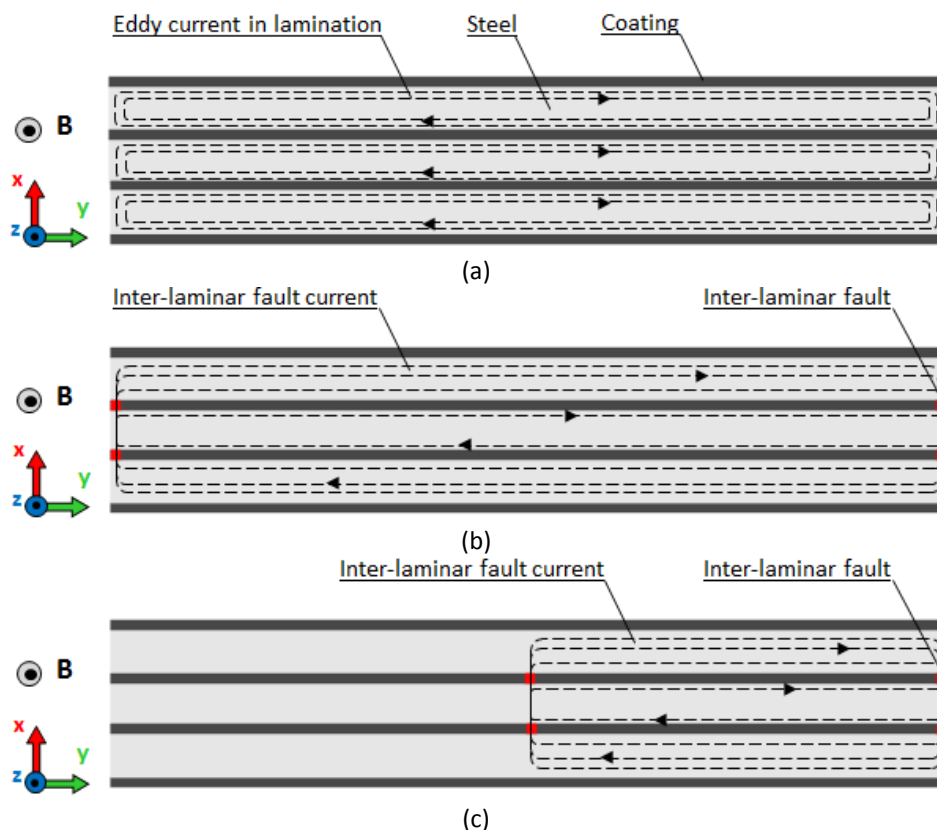 Eddy current in lamination Steel Coating
B
x
y
z
(a)
Inter-laminar fault current Inter-laminar fault
B
x
y
z
(b)
Inter-laminar fault current Inter-laminar fault
B
x
y
z
(c)